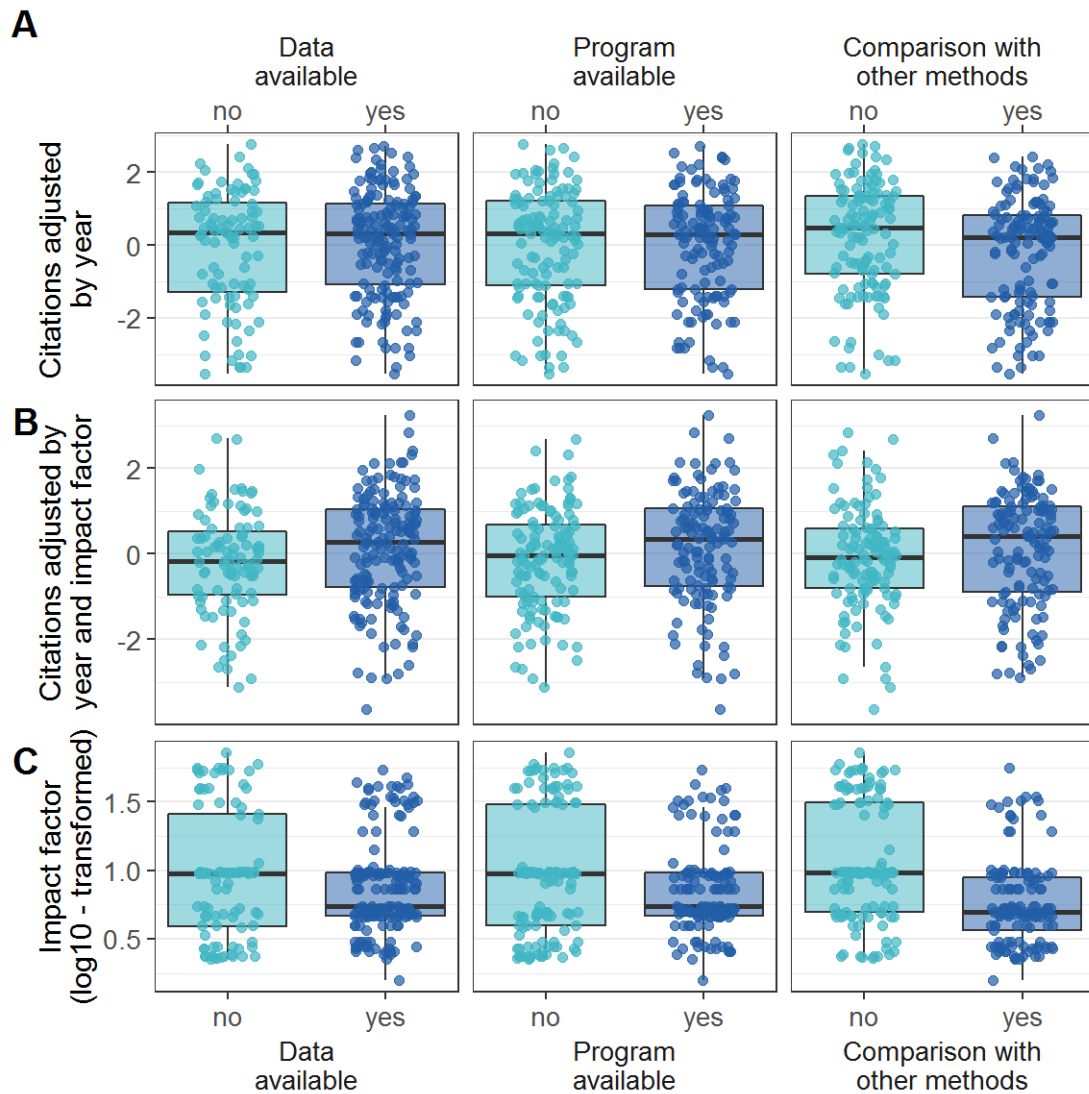 A
Data
available
Program
available
Comparison with
other methods
no
yes
no
yes
no
yes
Citations adjusted
by year
2
0
-2
B
Citations adjusted by
year and impact factor
2
0
-2
C
Impact factor
(log10 - transformed)
1.5
1.0
0.5
no
yes
no
yes
no
yes
Data
available
Program
available
Comparison with
other methods